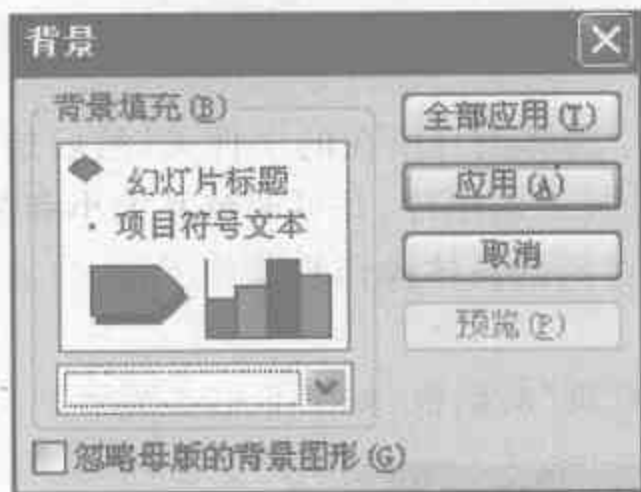 背景
背景填充(B)
幻灯片标题
· 项目符号文本
全部应用(T)
应用(A)
取消
预览(P)
忽略母版的背景图形(G)